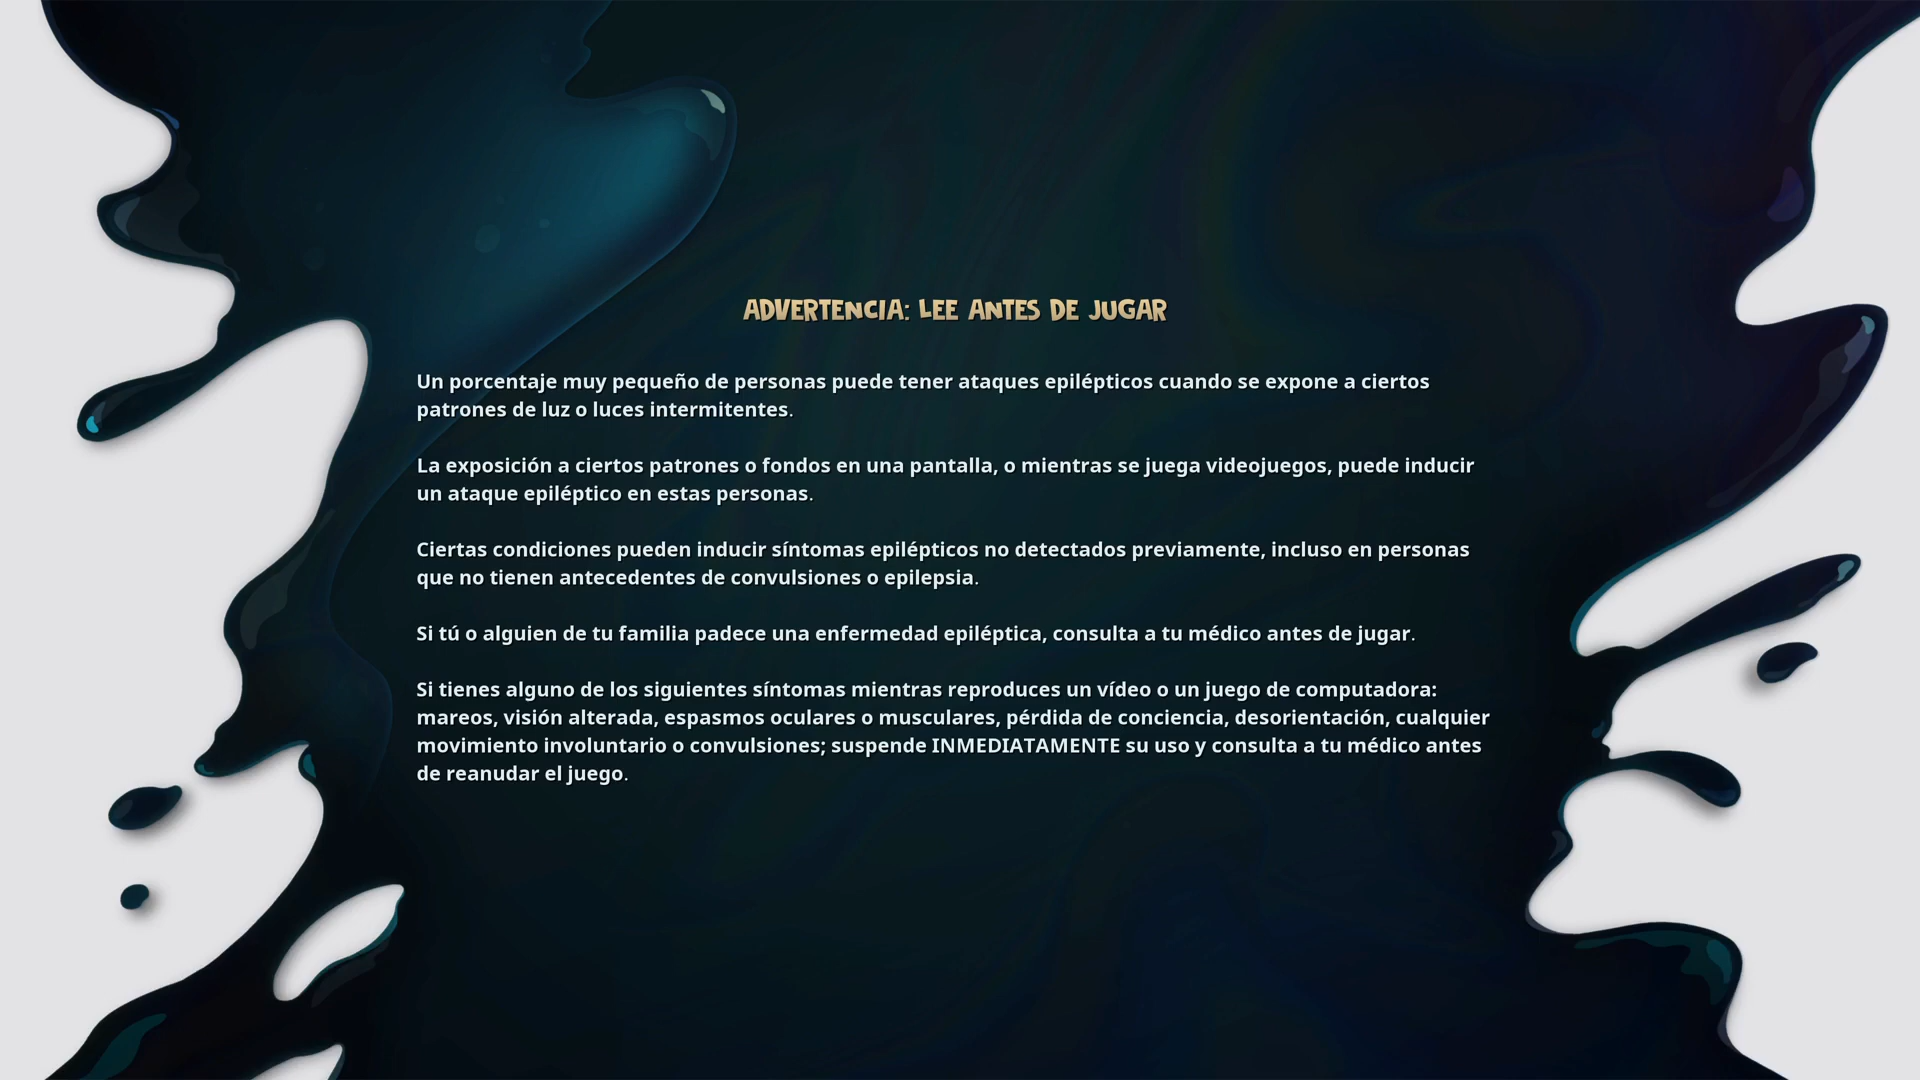 ADVERTENCIA: LEE ANTES DE JUGAR
Un porcentaje muy pequeño de personas puede tener ataques epilépticos cuando se expone a ciertos
patrones de luz o luces intermitentes.
La exposición a ciertos patrones o fondos en una pantalla, o mientras se juega videojuegos, puede inducir
un ataque epiléptico en estas personas.
Ciertas condiciones pueden inducir síntomas epilépticos no detectados previamente, incluso en personas
que no tienen antecedentes de convulsiones o epilepsia.
Si tú o alguien de tu familia padece una enfermedad epiléptica, consulta a tu médico antes de jugar.
Si tienes alguno de los siguientes síntomas mientras reproduces un vídeo o un juego de computadora:
mareos, visión alterada, espasmos oculares o musculares, pérdida de conciencia, desorientación, cualquier
movimiento involuntario o convulsiones; suspende INMEDIATAMENTE su uso y consulta a tu médico antes
de reanudar el juego.